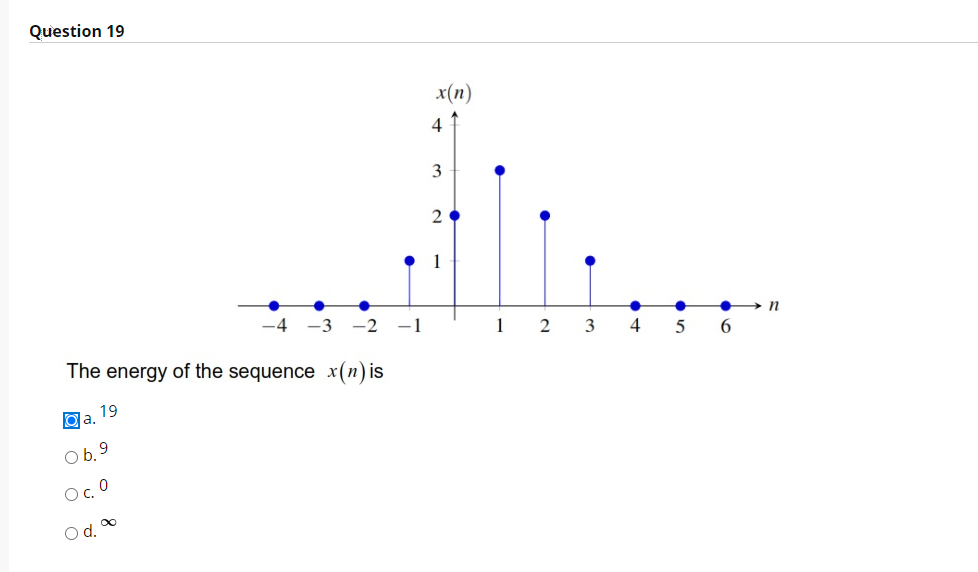 Question 19
x(n)
4
3
2
1
n
−4 −3 −2 −1 1 2 3 4 5 6
The energy of the sequence x(n) is
a. 19
b. 9
c. 0
d. ∞